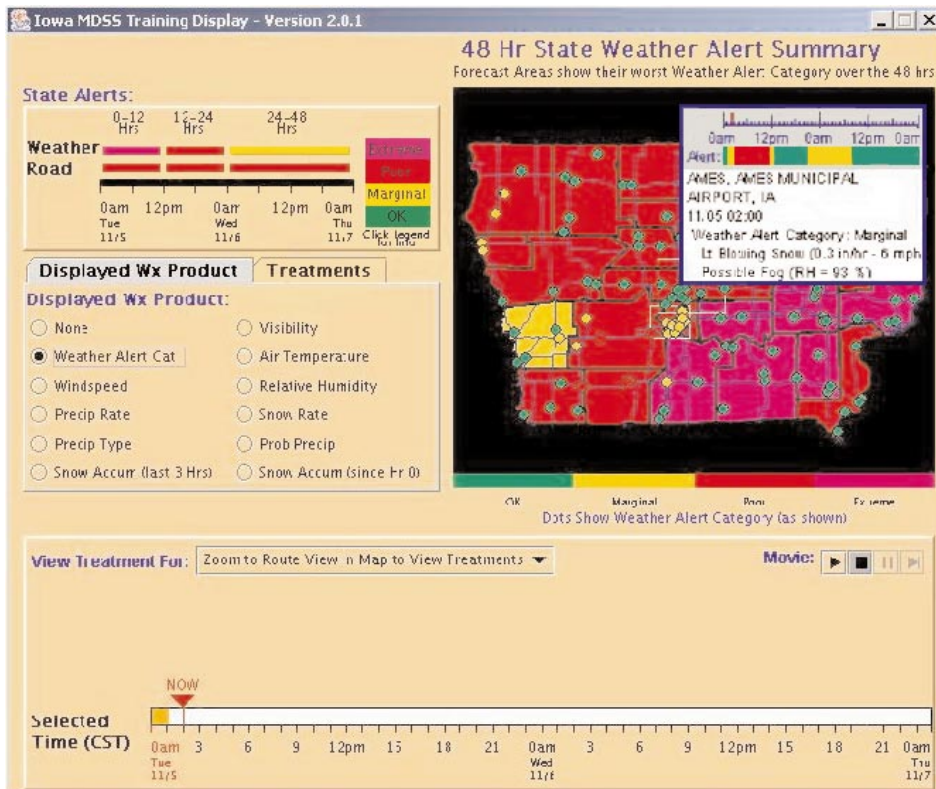 Iowa MDSS Training Display - Version 2.0.1
48 Hr State Weather Alert Summary
Forecast Areas show their worst Weather Alert Category over the 48 hrs
State Alerts:
0-12 Hrs
12-24 Hrs
24-48 Hrs
Weather
Road
Extreme
Poor
Marginal
OK
Click legend for info
0am 12pm 0am 12pm 0am
Tue Wed Thu
11/5 11/6 11/7
0am 12pm 0am 12pm 0am
Alert:
AMES, AMES MUNICIPAL
AIRPORT, IA
11.05 02:00
Weather Alert Category: Marginal
Lt Blowing Snow (0.3 in/hr - 6 mph
Possible Fog (RH = 93 %)
Displayed Wx Product
Treatments
Displayed Wx Product:
None
Visibility
Weather Alert Cat
Air Temperature
Windspeed
Relative Humidity
Precip Rate
Snow Rate
Precip Type
Prob Precip
Snow Accum (last 3 Hrs)
Snow Accum (since Hr 0)
OK Marginal Poor Extreme
Dots Show Weather Alert Category (as shown)
View Treatment For:
Zoom to Route View in Map to View Treatments
Movie:
NOW
Selected
Time (CST)
0am 3 6 9 12pm 15 18 21 0am 3 6 9 12pm 15 18 21 0am
Tue Wed Thu
11/5 11/6 11/7